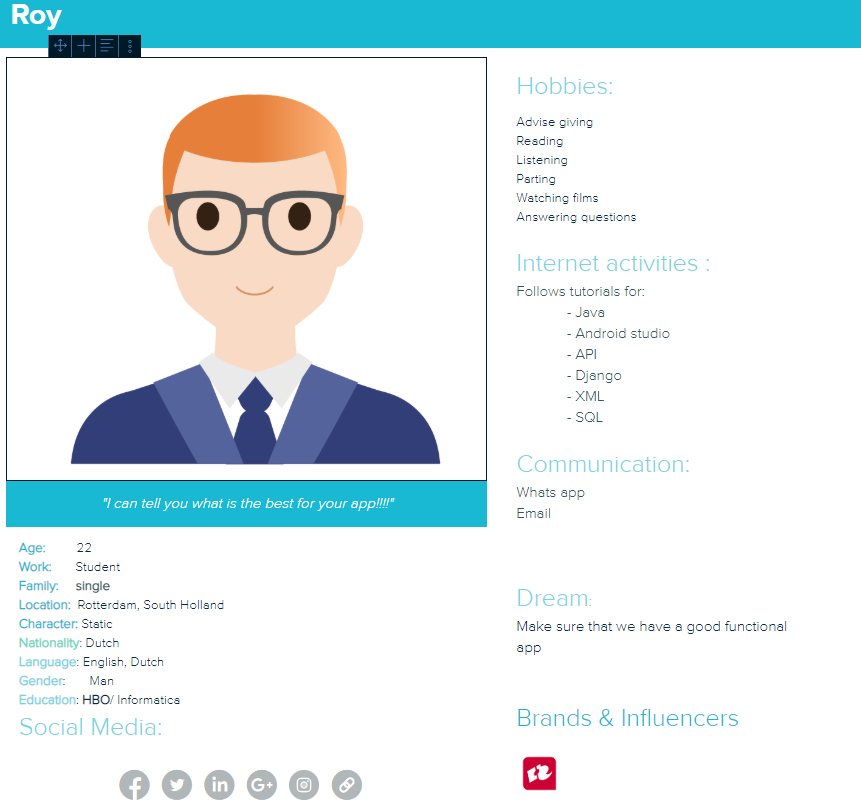 Roy
"I can tell you what is the best for your app!!!!"
Age: 22
Work: Student
Family: single
Location: Rotterdam, South Holland
Character: Static
Nationality: Dutch
Language: English, Dutch
Gender: Man
Education: HBO/ Informatica
Social Media:
Hobbies:
Advise giving
Reading
Listening
Parting
Watching films
Answering questions
Internet activities :
Follows tutorials for:
- Java
- Android studio
- API
- Django
- XML
- SQL
Communication:
Whats app
Email
Dream:
Make sure that we have a good functional
app
Brands & Influencers